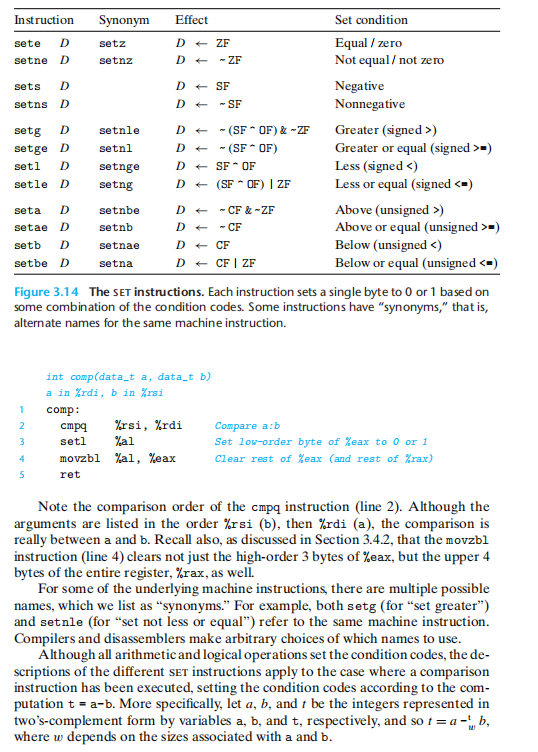 Instruction Synonym Effect Set condition
sete D setz D ← ZF Equal / zero
setne D setnz D ← ~ZF Not equal / not zero
sets D D ← SF Negative
setns D D ← ~SF Nonnegative
setg D setnle D ← ~(SF ^ OF) & ~ZF Greater (signed >)
setge D setnl D ← ~(SF ^ OF) Greater or equal (signed >=)
setl D setnge D ← SF ^ OF Less (signed <)
setle D setng D ← (SF ^ OF) | ZF Less or equal (signed <=)
seta D setnbe D ← ~CF & ~ZF Above (unsigned >)
setae D setnb D ← ~CF Above or equal (unsigned >=)
setb D setnae D ← CF Below (unsigned <)
setbe D setna D ← CF | ZF Below or equal (unsigned <=)
Figure 3.14 The SET instructions. Each instruction sets a single byte to 0 or 1 based on
some combination of the condition codes. Some instructions have “synonyms,” that is,
alternate names for the same machine instruction.
int comp(data_t a, data_t b)
a in %rdi, b in %rsi
1 comp:
2 cmpq %rsi, %rdi Compare a:b
3 setl %al Set low-order byte of %eax to 0 or 1
4 movzbl %al, %eax Clear rest of %eax (and rest of %rax)
5 ret
Note the comparison order of the cmpq instruction (line 2). Although the
arguments are listed in the order %rsi (b), then %rdi (a), the comparison is
really between a and b. Recall also, as discussed in Section 3.4.2, that the movzbl
instruction (line 4) clears not just the high-order 3 bytes of %eax, but the upper 4
bytes of the entire register, %rax, as well.
For some of the underlying machine instructions, there are multiple possible
names, which we list as “synonyms.” For example, both setg (for “set greater”)
and setnle (for “set not less or equal”) refer to the same machine instruction.
Compilers and disassemblers make arbitrary choices of which names to use.
Although all arithmetic and logical operations set the condition codes, the de-
scriptions of the different SET instructions apply to the case where a comparison
instruction has been executed, setting the condition codes according to the com-
putation t = a-b. More specifically, let a, b, and t be the integers represented in
two’s-complement form by variables a, b, and t, respectively, and so t = a -ᵗw b,
where w depends on the sizes associated with a and b.